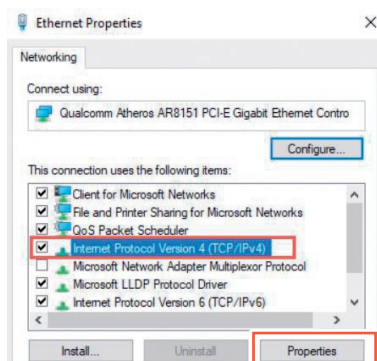 Ethernet Properties
Networking
Connect using:
Qualcomm Atheros AR8151 PCI-E Gigabit Ethernet Contro
Configure...
This connection uses the following items:
Client for Microsoft Networks
File and Printer Sharing for Microsoft Networks
QoS Packet Scheduler
Internet Protocol Version 4 (TCP/IPv4)
Microsoft Network Adapter Multiplexor Protocol
Microsoft LLDP Protocol Driver
Internet Protocol Version 6 (TCP/IPv6)
Install...
Uninstall
Properties